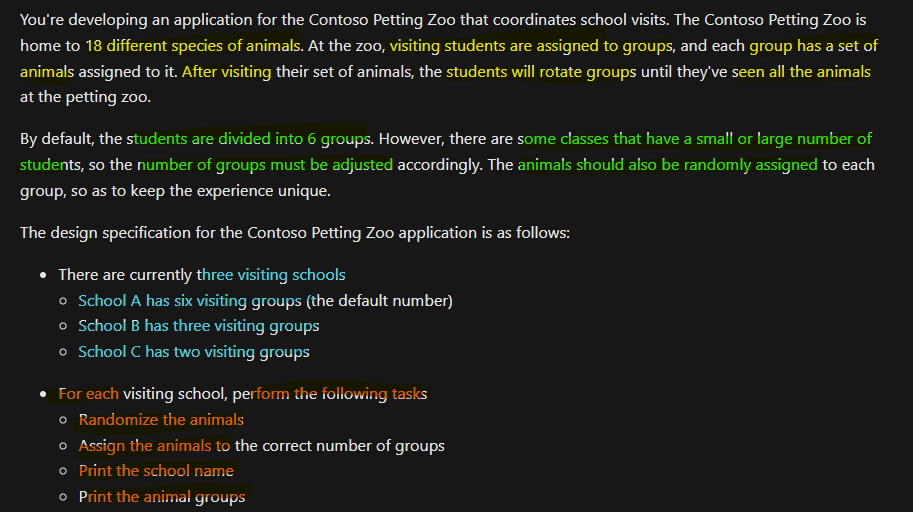 You're developing an application for the Contoso Petting Zoo that coordinates school visits. The Contoso Petting Zoo is
home to 18 different species of animals. At the zoo, visiting students are assigned to groups, and each group has a set of
animals assigned to it. After visiting their set of animals, the students will rotate groups until they've seen all the animals
at the petting zoo.
By default, the students are divided into 6 groups. However, there are some classes that have a small or large number of
students, so the number of groups must be adjusted accordingly. The animals should also be randomly assigned to each
group, so as to keep the experience unique.
The design specification for the Contoso Petting Zoo application is as follows:
• There are currently three visiting schools
○ School A has six visiting groups (the default number)
○ School B has three visiting groups
○ School C has two visiting groups
• For each visiting school, perform the following tasks
○ Randomize the animals
○ Assign the animals to the correct number of groups
○ Print the school name
○ Print the animal groups